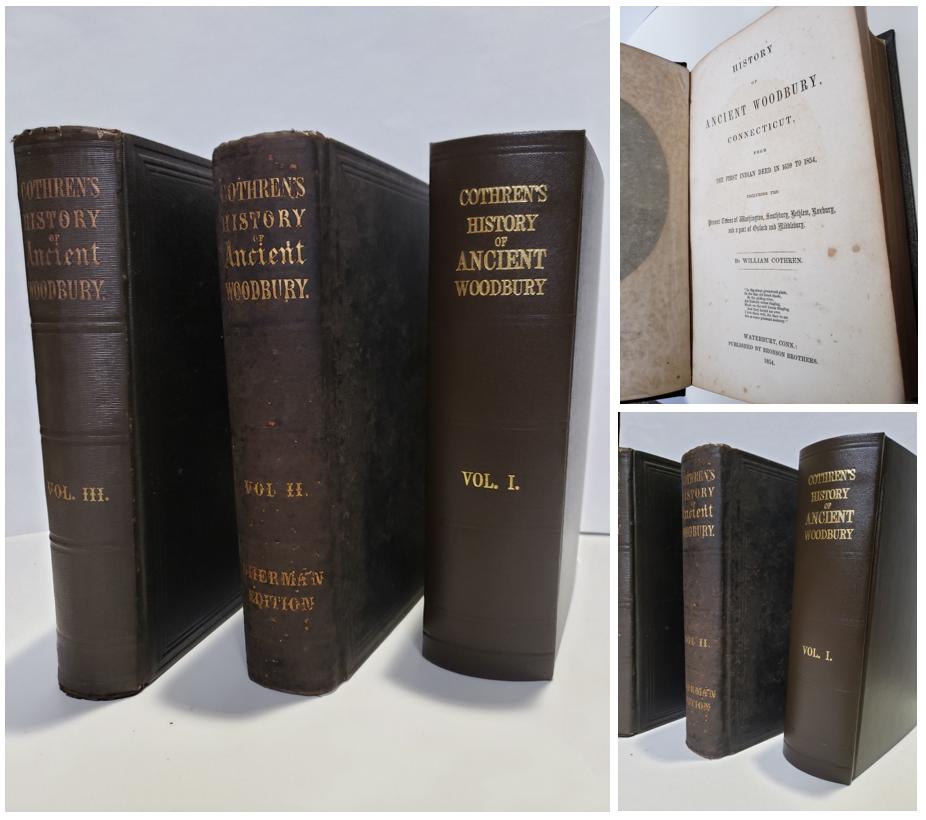 COTHREN'S
HISTORY
OF
Ancient
WOODBURY.
VOL. III.
COTHREN'S
HISTORY
OF
Ancient
WOODBURY.
VOL II.
SHERMAN
EDITION
COTHREN'S
HISTORY
OF
ANCIENT
WOODBURY
VOL. I.
HISTORY
OF
ANCIENT WOODBURY,
CONNECTICUT,
FROM
THE FIRST INDIAN DEED IN 1659 TO 1854,
INCLUDING THE
Present Towns of Washington, Southbury, Bethlem, Roxbury,
and a part of Oxford and Middlebury.
By WILLIAM COTHREN.
WATERBURY, CONN.:
PUBLISHED BY BRONSON BROTHERS.
1854.
COTHREN'S
HISTORY
Ancient
WOODBURY.
VOL II.
SHERMAN
EDITION
COTHREN'S
HISTORY
OF
ANCIENT
WOODBURY
VOL. I.